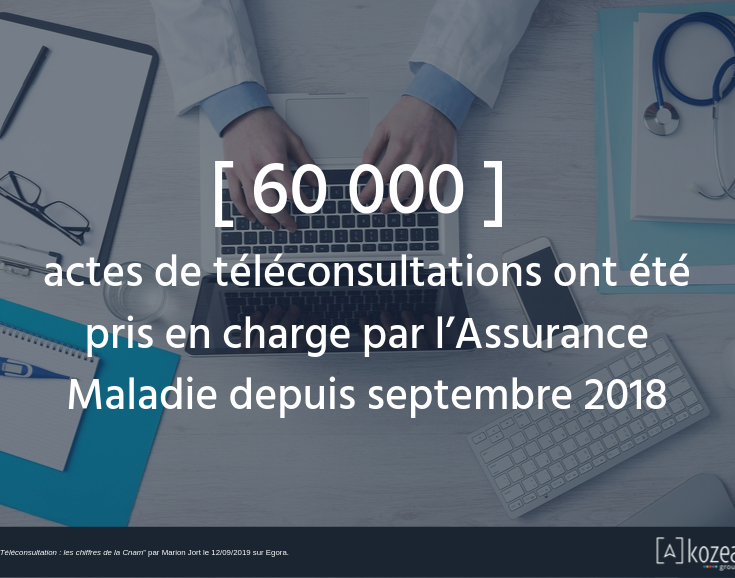 [ 60 000 ]
actes de téléconsultations ont été
pris en charge par l’Assurance
Maladie depuis septembre 2018
Téléconsultation : les chiffres de la Cnam" par Marion Jort le 12/09/2019 sur Egora.
[A] kozea
group